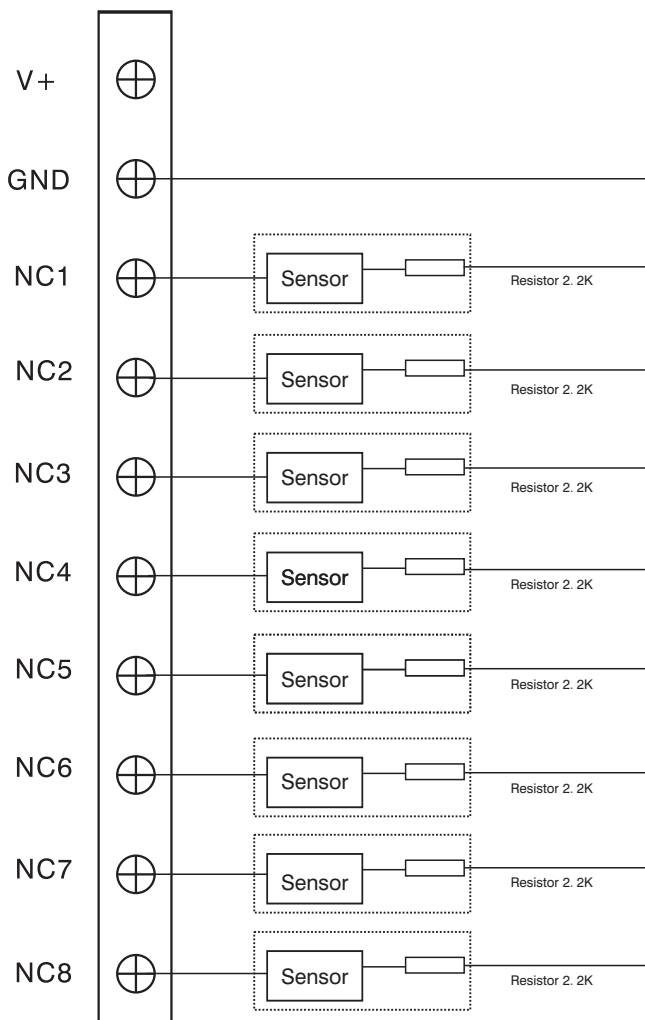 V+
GND
NC1
Sensor
Resistor 2. 2K
NC2
Sensor
Resistor 2. 2K
NC3
Sensor
Resistor 2. 2K
NC4
Sensor
Resistor 2. 2K
NC5
Sensor
Resistor 2. 2K
NC6
Sensor
Resistor 2. 2K
NC7
Sensor
Resistor 2. 2K
NC8
Sensor
Resistor 2. 2K